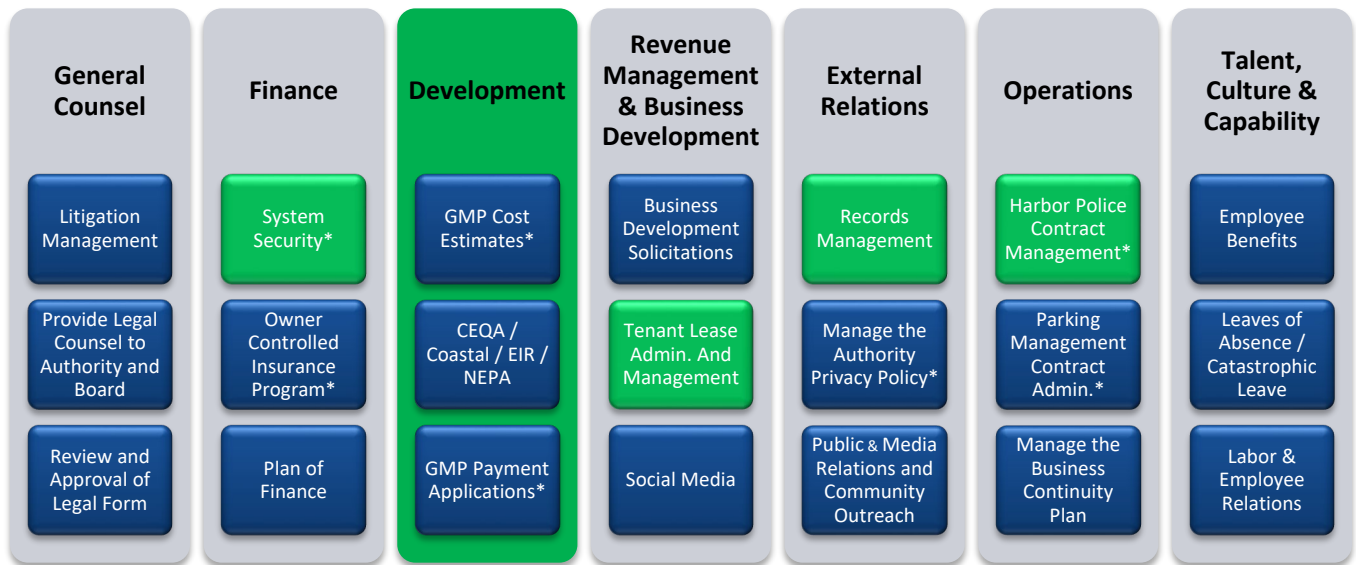 General
Counsel
Litigation
Management
Provide Legal
Counsel to
Authority and
Board
Review and
Approval of
Legal Form
Finance
System
Security*
Owner
Controlled
Insurance
Program*
Plan of
Finance
Development
GMP Cost
Estimates*
CEQA /
Coastal / EIR /
NEPA
GMP Payment
Applications*
Revenue
Management
& Business
Development
Business
Development
Solicitations
Tenant Lease
Admin. And
Management
Social Media
External
Relations
Records
Management
Manage the
Authority
Privacy Policy*
Public & Media
Relations and
Community
Outreach
Operations
Harbor Police
Contract
Management*
Parking
Management
Contract
Admin.*
Manage the
Business
Continuity
Plan
Talent,
Culture &
Capability
Employee
Benefits
Leaves of
Absence /
Catastrophic
Leave
Labor &
Employee
Relations